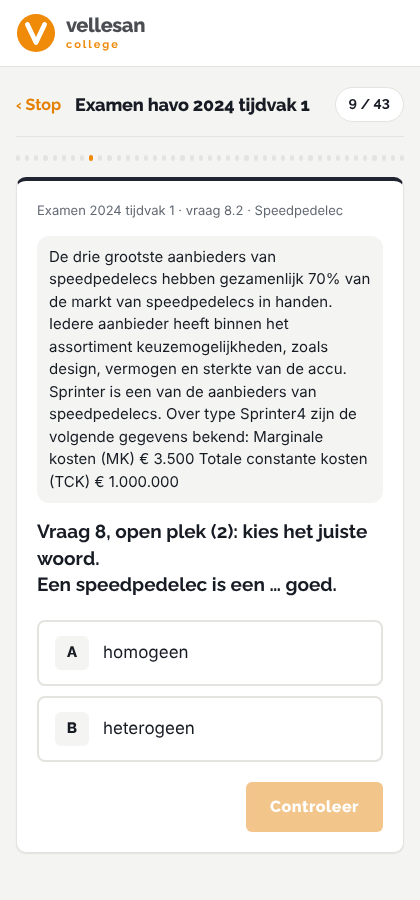 vellesan
college
‹ Stop Examen havo 2024 tijdvak 1 9 / 43
Examen 2024 tijdvak 1 · vraag 8.2 · Speedpedelec
De drie grootste aanbieders van
speedpedelecs hebben gezamenlijk 70% van
de markt van speedpedelecs in handen.
Iedere aanbieder heeft binnen het
assortiment keuzemogelijkheden, zoals
design, vermogen en sterkte van de accu.
Sprinter is een van de aanbieders van
speedpedelecs. Over type Sprinter4 zijn de
volgende gegevens bekend: Marginale
kosten (MK) € 3.500 Totale constante kosten
(TCK) € 1.000.000
Vraag 8, open plek (2): kies het juiste
woord.
Een speedpedelec is een … goed.
A homogeen
B heterogeen
Controleer